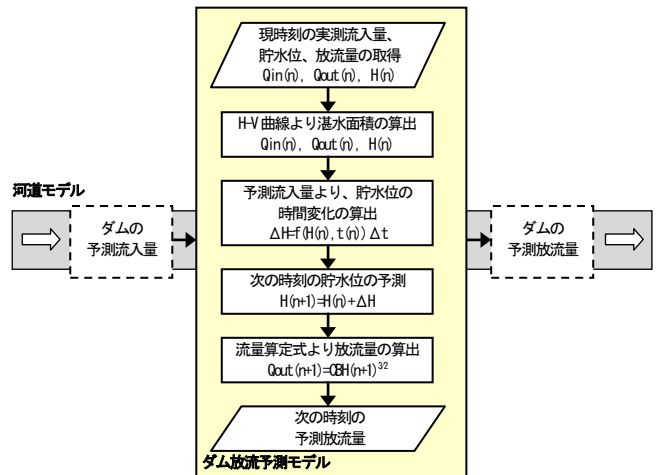 現時刻の実測流入量、
貯水位、放流量の取得
Qin(n), Qout(n), H(n)
H-V曲線より湛水面積の算出
Qin(n), Qout(n), H(n)
河道モデル
ダムの
予測流入量
予測流入量より、貯水位の
時間変化の算出
ΔH=f(H(n),t(n))Δt
ダムの
予測放流量
次の時刻の貯水位の予測
H(n+1)=H(n)+ΔH
流量算定式より放流量の算出
Qout(n+1)=CBH(n+1)^3/2
次の時刻の
予測放流量
ダム放流予測モデル